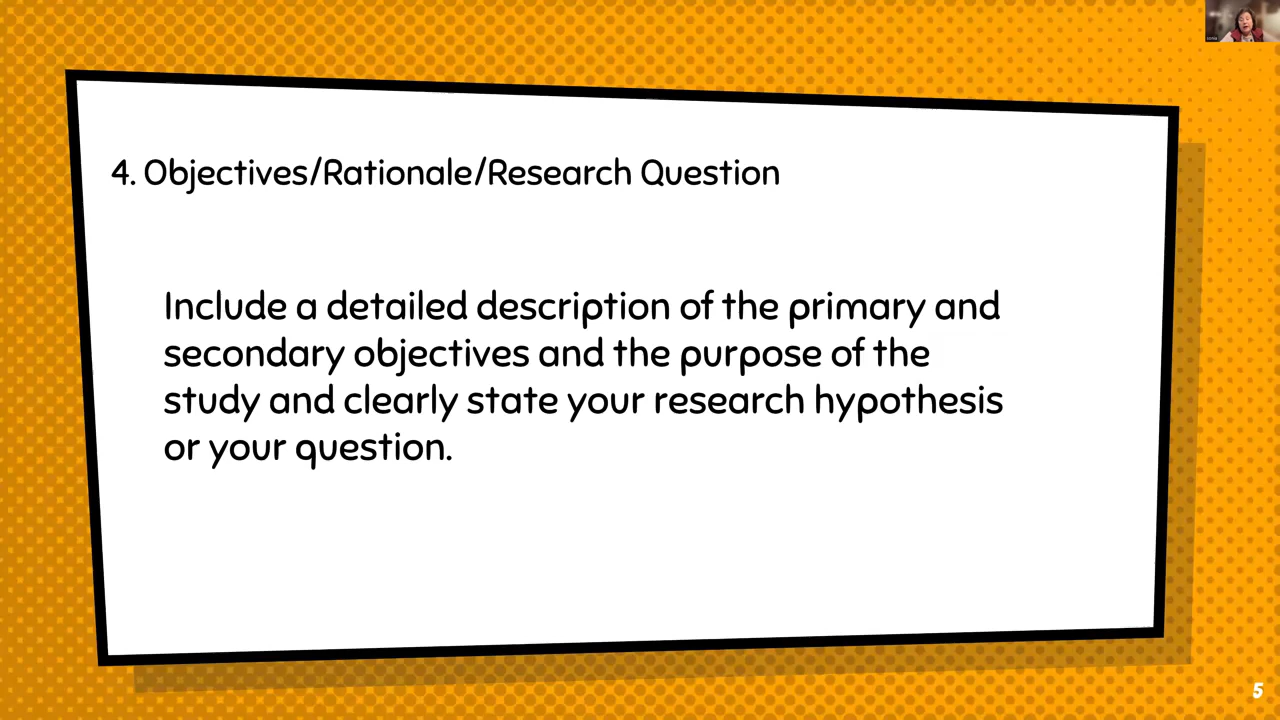 4. Objectives/Rationale/Research Question
Include a detailed description of the primary and
secondary objectives and the purpose of the
study and clearly state your research hypothesis
or your question.
5